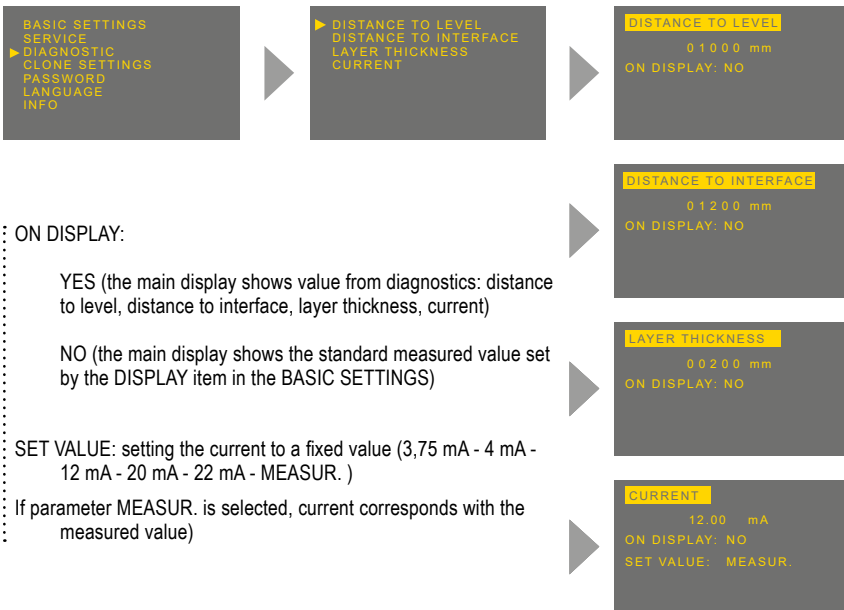 BASIC SETTINGS
SERVICE
DIAGNOSTIC
CLONE SETTINGS
PASSWORD
LANGUAGE
INFO
DISTANCE TO LEVEL
DISTANCE TO INTERFACE
LAYER THICKNESS
CURRENT
DISTANCE TO LEVEL
01000 mm
ON DISPLAY: NO
DISTANCE TO INTERFACE
01200 mm
ON DISPLAY: NO
LAYER THICKNESS
00200 mm
ON DISPLAY: NO
CURRENT
12.00 mA
ON DISPLAY: NO
SET VALUE: MEASUR.
ON DISPLAY:
YES (the main display shows value from diagnostics: distance
to level, distance to interface, layer thickness, current)
NO (the main display shows the standard measured value set
by the DISPLAY item in the BASIC SETTINGS)
SET VALUE: setting the current to a fixed value (3,75 mA - 4 mA -
12 mA - 20 mA - 22 mA - MEASUR. )
If parameter MEASUR. is selected, current corresponds with the
measured value)